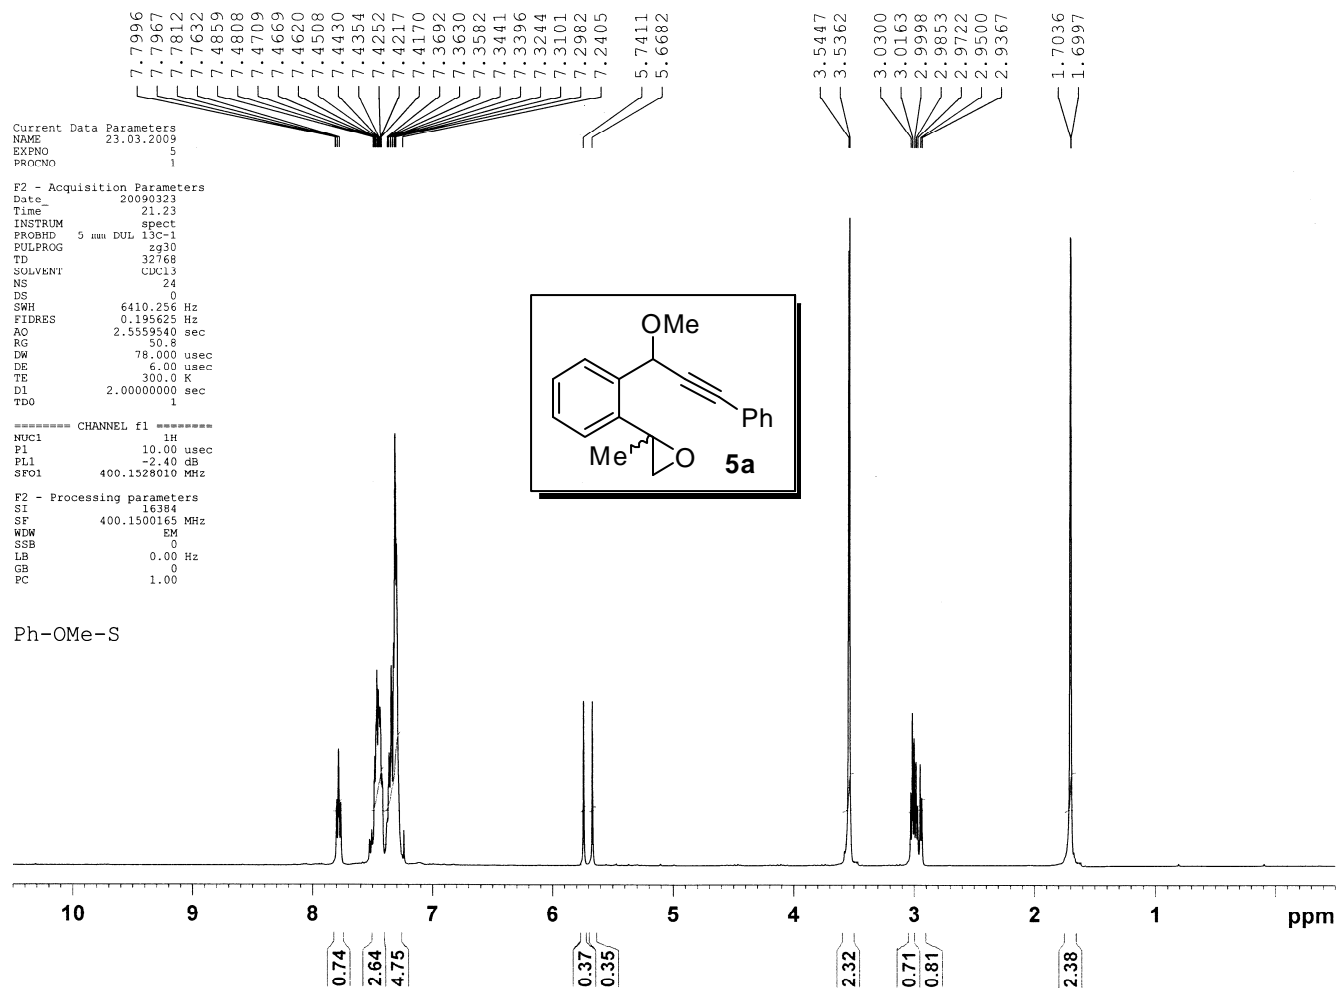 7.7996
7.7967
7.7812
7.7632
7.4859
7.4808
7.4709
7.4669
7.4620
7.4508
7.4430
7.4354
7.4252
7.4217
7.4170
7.3692
7.3630
7.3582
7.3441
7.3396
7.3244
7.3101
7.2982
7.2405
5.7411
5.6682
3.5447
3.5362
3.0300
3.0163
2.9998
2.9853
2.9722
2.9500
2.9367
1.7036
1.6997
Current Data Parameters
NAME 23.03.2009
EXPNO 5
PROCNO 1
F2 - Acquisition Parameters
Date_ 20090323
Time 21.23
INSTRUM spect
PROBHD 5 mm DUL 13C-1
PULPROG zg30
TD 32768
SOLVENT CDCl3
NS 24
DS 0
SWH 6410.256 Hz
FIDRES 0.195625 Hz
AQ 2.5559540 sec
RG 50.8
DW 78.000 usec
DE 6.00 usec
TE 300.0 K
D1 2.00000000 sec
TD0 1
======== CHANNEL f1 ========
NUC1 1H
P1 10.00 usec
PL1 -2.40 dB
SFO1 400.1528010 MHz
F2 - Processing parameters
SI 16384
SF 400.1500165 MHz
WDW EM
SSB 0
LB 0.00 Hz
GB 0
PC 1.00
OMe
Ph
Me
O
5a
Ph-OMe-S
10 9 8 7 6 5 4 3 2 1 ppm
0.74
2.64
4.75
0.37
0.35
2.32
0.71
0.81
2.38